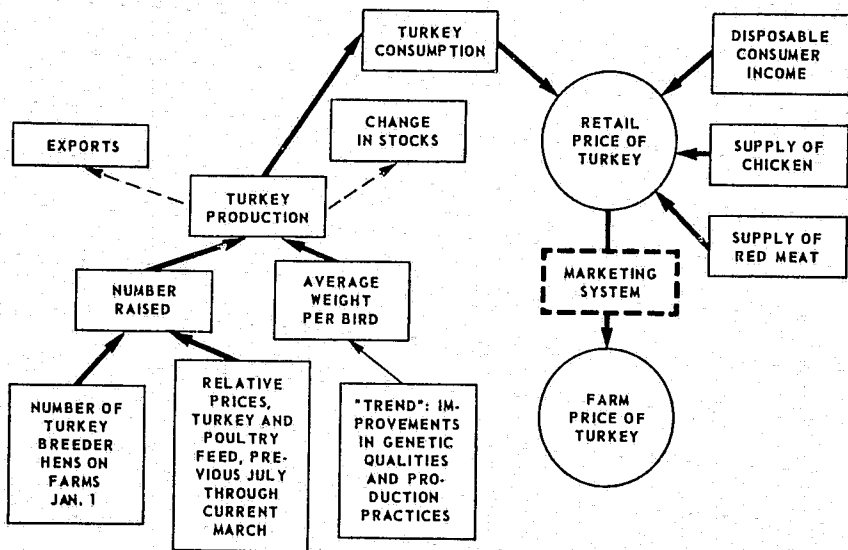 TURKEY
CONSUMPTION
DISPOSABLE
CONSUMER
INCOME
EXPORTS
CHANGE
IN STOCKS
RETAIL
PRICE OF
TURKEY
SUPPLY OF
CHICKEN
TURKEY
PRODUCTION
SUPPLY OF
RED MEAT
NUMBER
RAISED
AVERAGE
WEIGHT
PER BIRD
MARKETING
SYSTEM
NUMBER OF
TURKEY
BREEDER
HENS ON
FARMS
JAN. 1
RELATIVE
PRICES,
TURKEY AND
POULTRY
FEED, PRE-
VIOUS JULY
THROUGH
CURRENT
MARCH
"TREND": IM-
PROVEMENTS
IN GENETIC
QUALITIES
AND PRO-
DUCTION
PRACTICES
FARM
PRICE OF
TURKEY